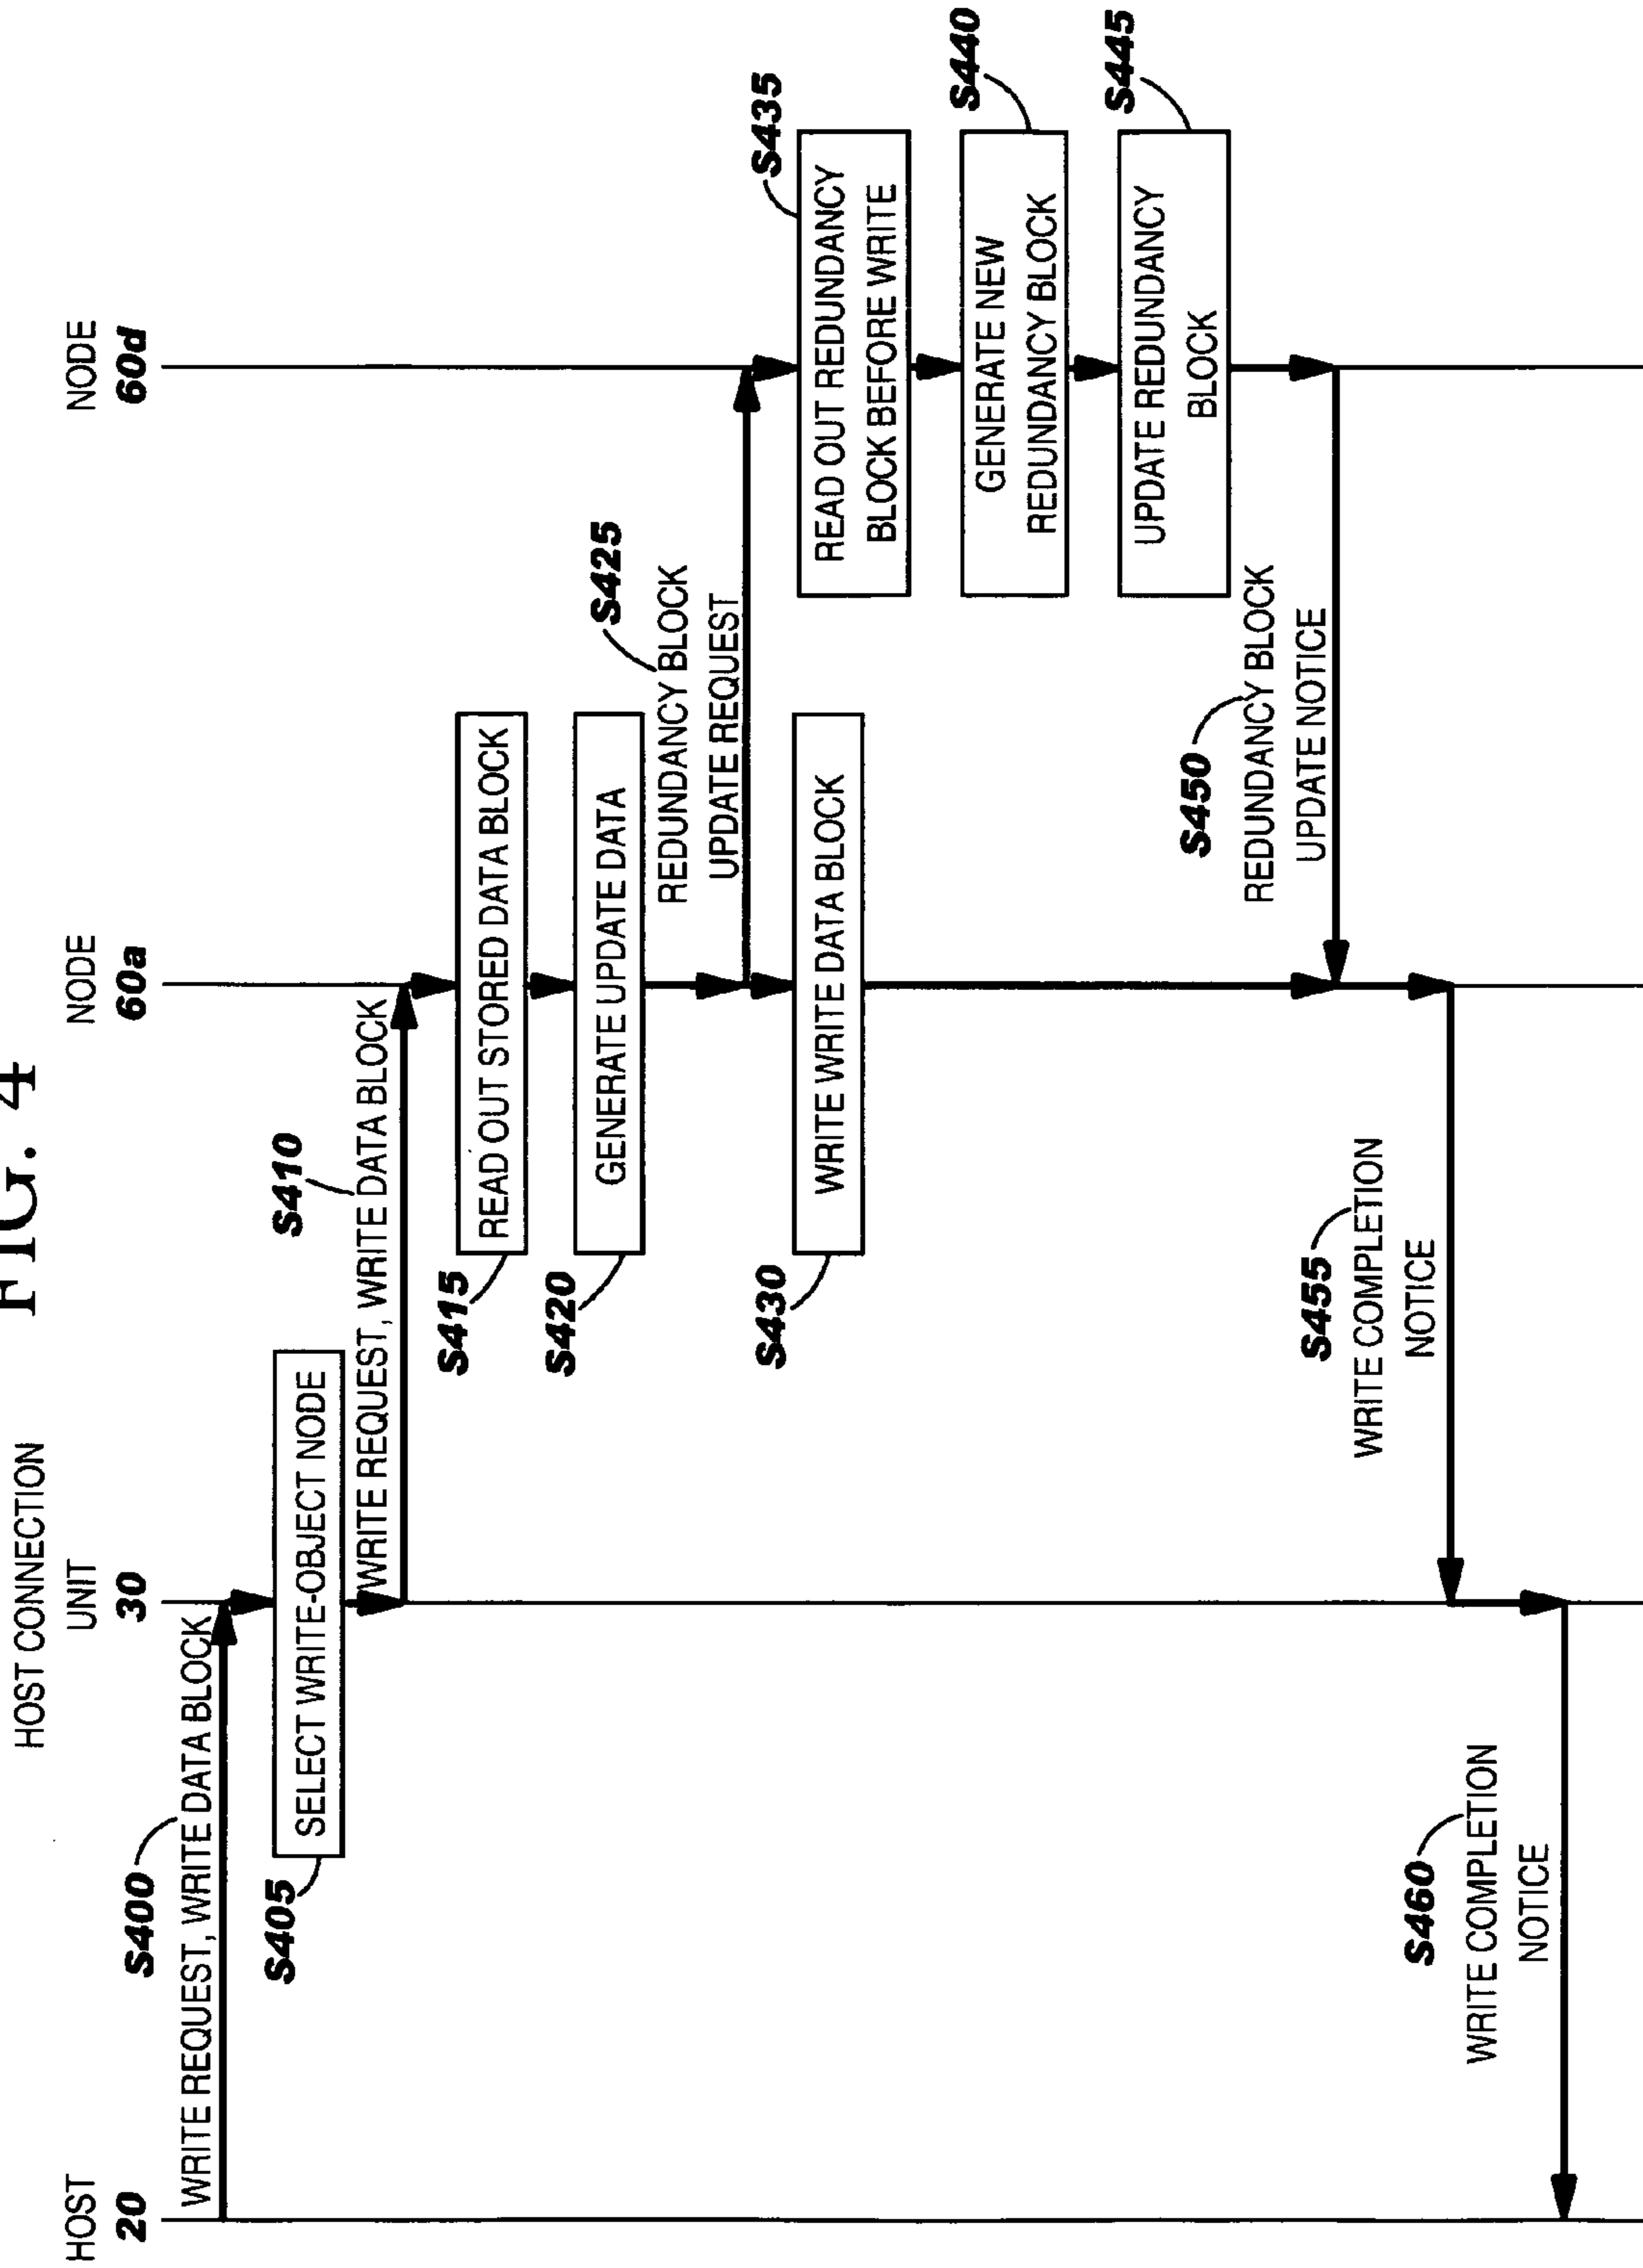 FIG. 4
HOST
20
HOST CONNECTION
UNIT
30
NODE
60a
NODE
60d
S400
WRITE REQUEST, WRITE DATA BLOCK
S405
SELECT WRITE-OBJECT NODE
S410
WRITE REQUEST, WRITE DATA BLOCK
S415
READ OUT STORED DATA BLOCK
S420
GENERATE UPDATE DATA
S425
REDUNDANCY BLOCK
UPDATE REQUEST
S430
WRITE WRITE DATA BLOCK
S435
READ OUT REDUNDANCY
BLOCK BEFORE WRITE
S440
GENERATE NEW
REDUNDANCY BLOCK
S445
UPDATE REDUNDANCY
BLOCK
S450
REDUNDANCY BLOCK
UPDATE NOTICE
S455
WRITE COMPLETION
NOTICE
S460
WRITE COMPLETION
NOTICE